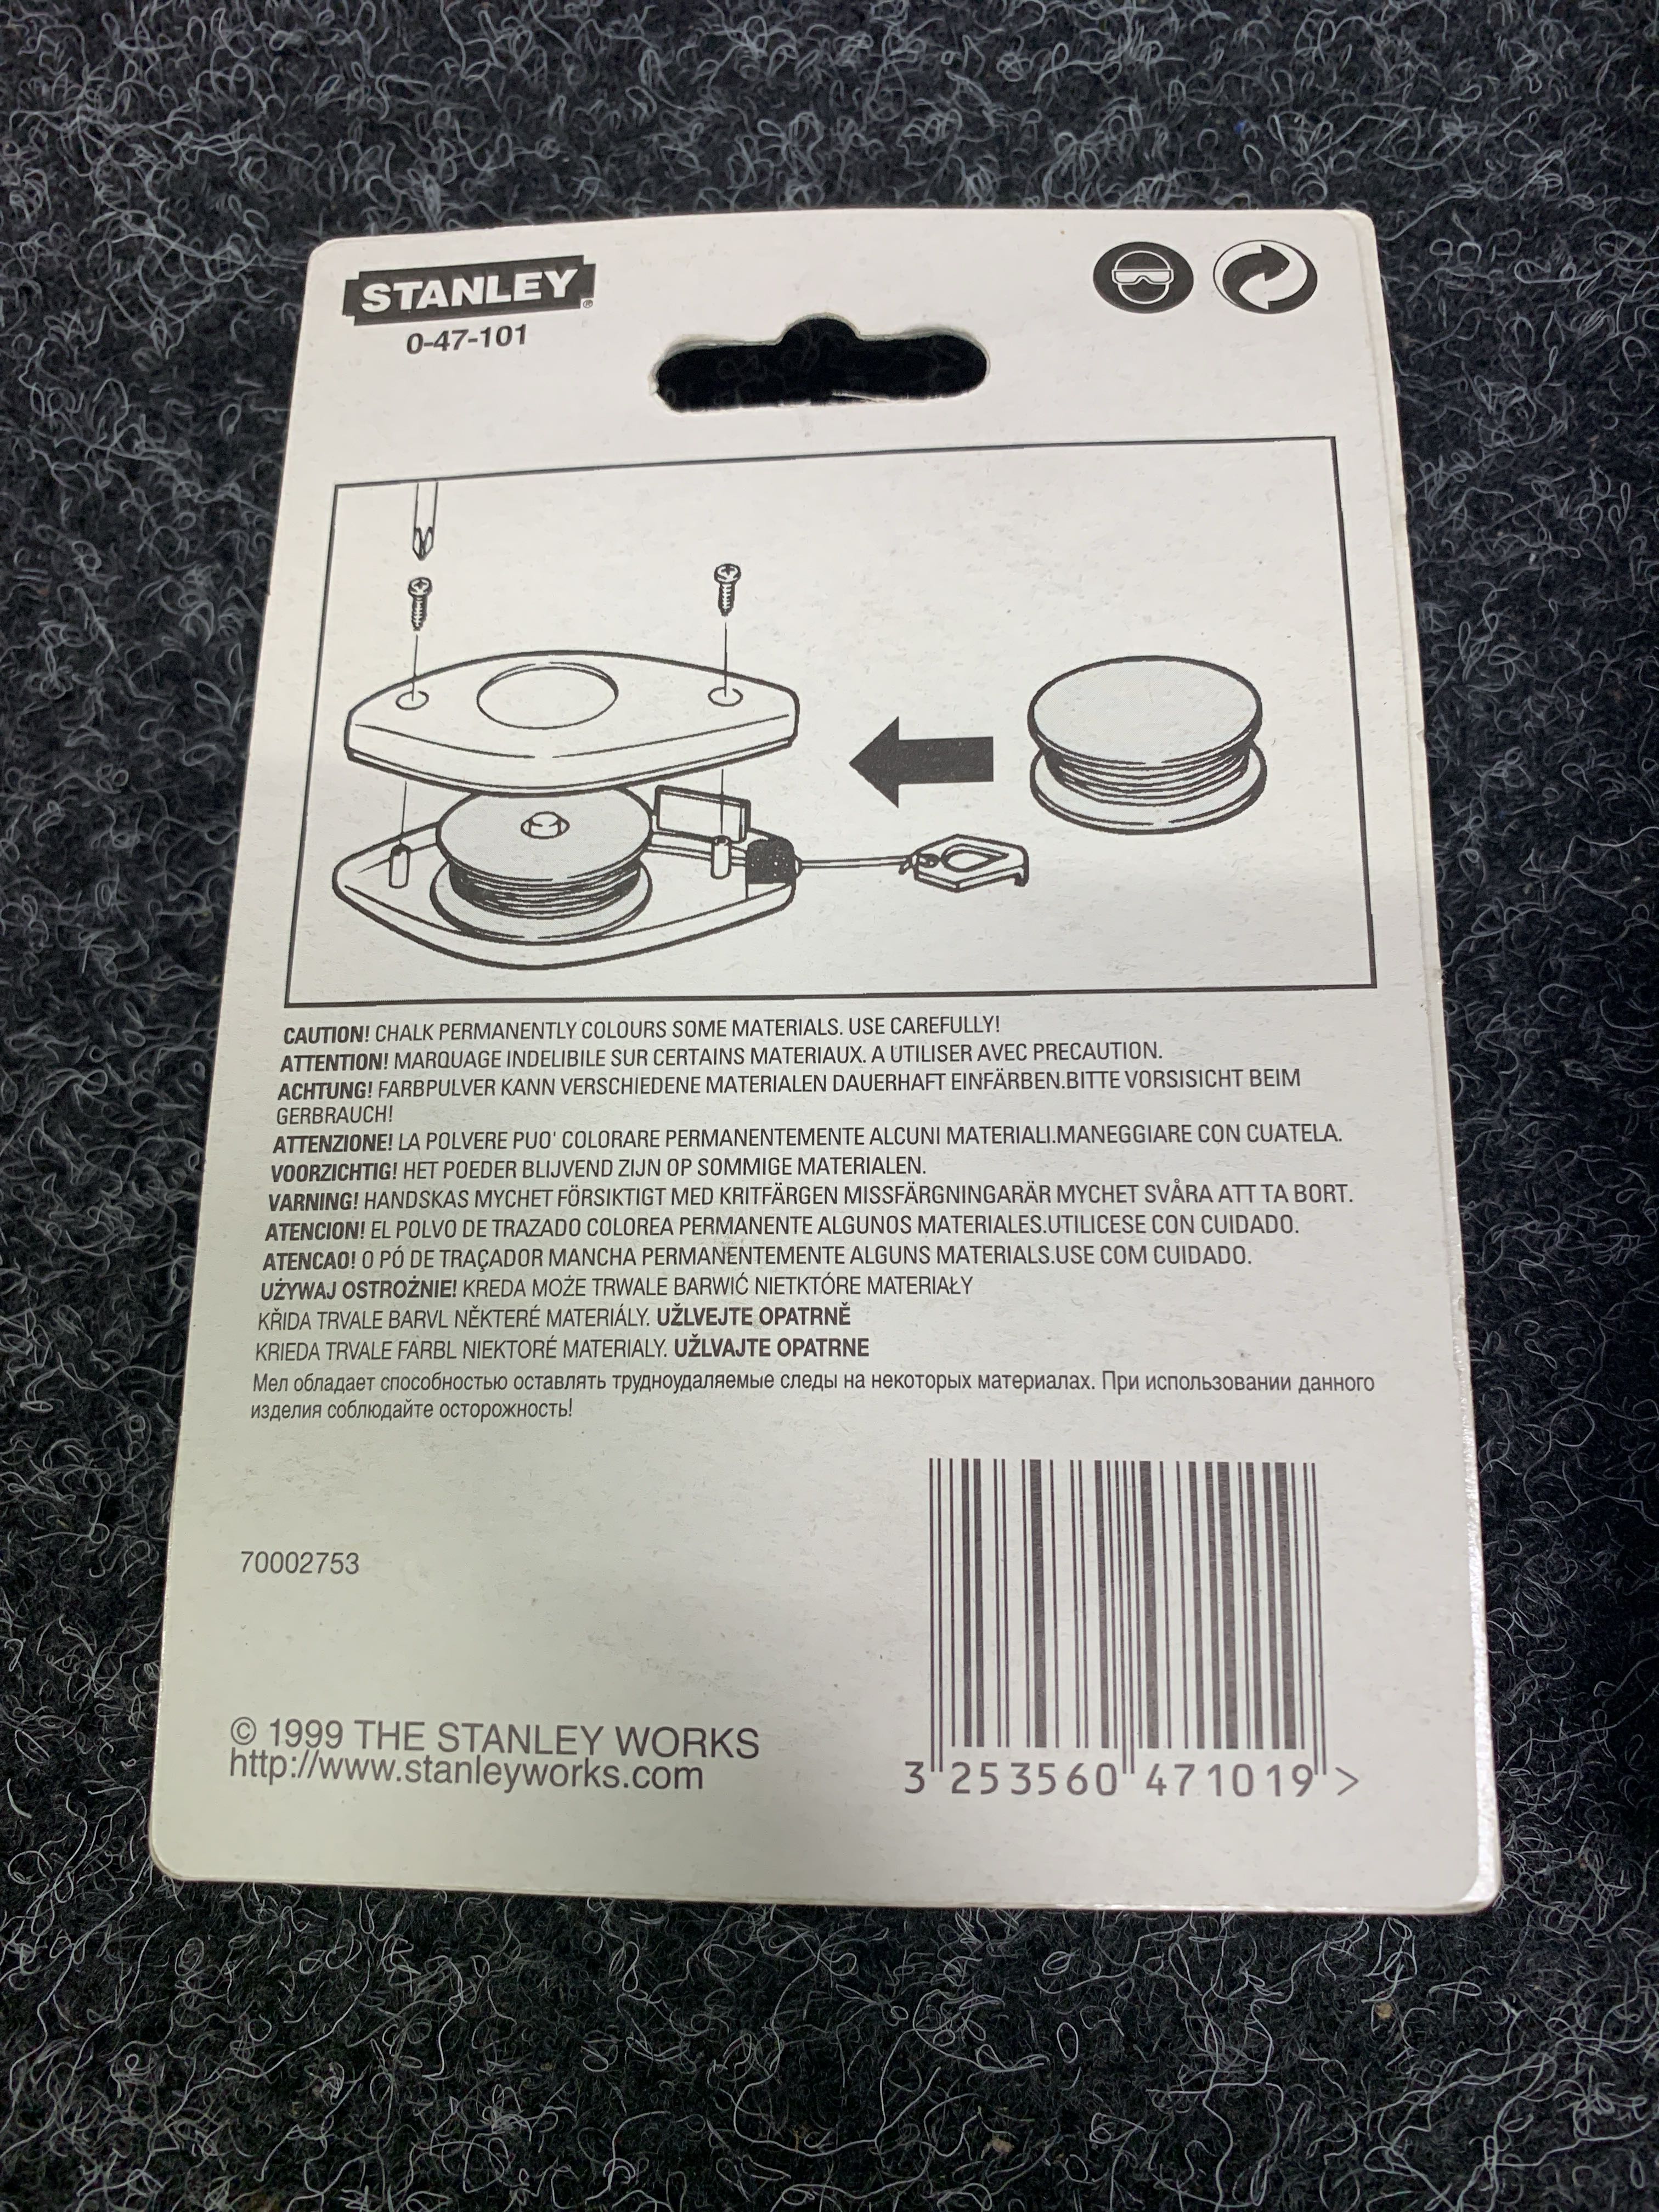 STANLEY®
0-47-101
CAUTION! CHALK PERMANENTLY COLOURS SOME MATERIALS. USE CAREFULLY!
ATTENTION! MARQUAGE INDELIBILE SUR CERTAINS MATERIAUX. A UTILISER AVEC PRECAUTION.
ACHTUNG! FARBPULVER KANN VERSCHIEDENE MATERIALEN DAUERHAFT EINFÄRBEN.BITTE VORSISICHT BEIM
GERBRAUCH!
ATTENZIONE! LA POLVERE PUO' COLORARE PERMANENTEMENTE ALCUNI MATERIALI.MANEGGIARE CON CUATELA.
VOORZICHTIG! HET POEDER BLIJVEND ZIJN OP SOMMIGE MATERIALEN.
VARNING! HANDSKAS MYCHET FÖRSIKTIGT MED KRITFÄRGEN MISSFÄRGNINGARÄR MYCHET SVÅRA ATT TA BORT.
ATENCION! EL POLVO DE TRAZADO COLOREA PERMANENTE ALGUNOS MATERIALES.UTILICESE CON CUIDADO.
ATENCAO! O PÓ DE TRAÇADOR MANCHA PERMANENTEMENTE ALGUNS MATERIALS.USE COM CUIDADO.
UŻYWAJ OSTROŻNIE! KREDA MOŻE TRWALE BARWIĆ NIETKTÓRE MATERIAŁY
KŘIDA TRVALE BARVL NĚKTERÉ MATERIÁLY. UŽLVEJTE OPATRNĚ
KRIEDA TRVALE FARBL NIEKTORÉ MATERIALY. UŽLVAJTE OPATRNE
Мел обладает способностью оставлять трудноудаляемые следы на некоторых материалах. При использовании данного
изделия соблюдайте осторожность!
70002753
© 1999 THE STANLEY WORKS
http://www.stanleyworks.com
3 253560 471019 >